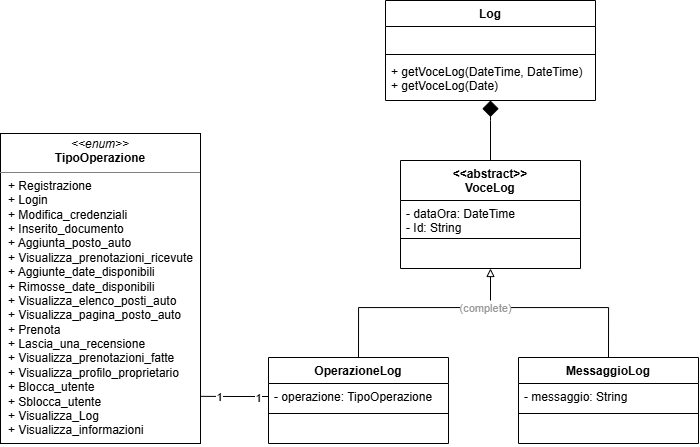 Log
+ getVoceLog(DateTime, DateTime)
+ getVoceLog(Date)
<<enum>>
TipoOperazione
+ Registrazione
+ Login
+ Modifica_credenziali
+ Inserito_documento
+ Aggiunta_posto_auto
+ Visualizza_prenotazioni_ricevute
+ Aggiunte_date_disponibili
+ Rimosse_date_disponibili
+ Visualizza_elenco_posti_auto
+ Visualizza_pagina_posto_auto
+ Prenota
+ Lascia_una_recensione
+ Visualizza_prenotazioni_fatte
+ Visualizza_profilo_proprietario
+ Blocca_utente
+ Sblocca_utente
+ Visualizza_Log
+ Visualizza_informazioni
<<abstract>>
VoceLog
- dataOra: DateTime
- Id: String
(complete)
1
1
OperazioneLog
- operazione: TipoOperazione
MessaggioLog
- messaggio: String